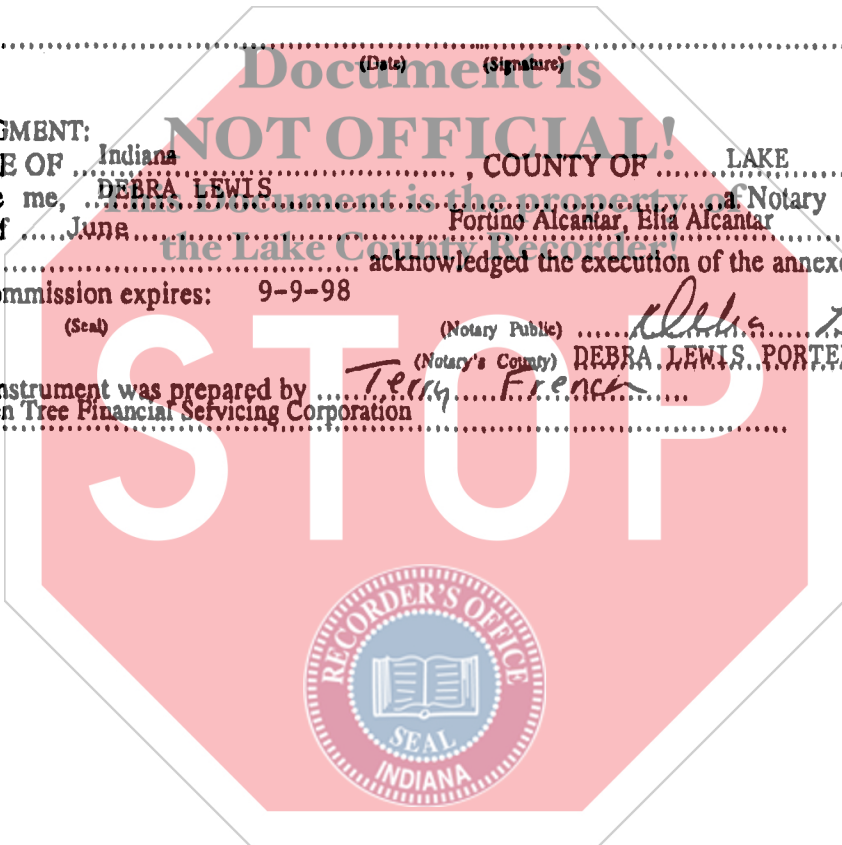 (Date) (Signature)
Document is
NOT OFFICIAL!
This Document is the property of
the Lake County Recorder!
GMENT:
E OF Indiana, COUNTY OF LAKE
e me, DEBRA LEWIS, a Notary
f June Fortino Alcantar, Elia Alcantar
acknowledged the execution of the annexe
ommission expires: 9-9-98
(Seal) (Notary Public) Debra
(Notary's County) DEBRA LEWIS PORTE
nstrument was prepared by Terry French
n Tree Financial Servicing Corporation
STOP
RECORDER'S OFFICE
SEAL
INDIANA